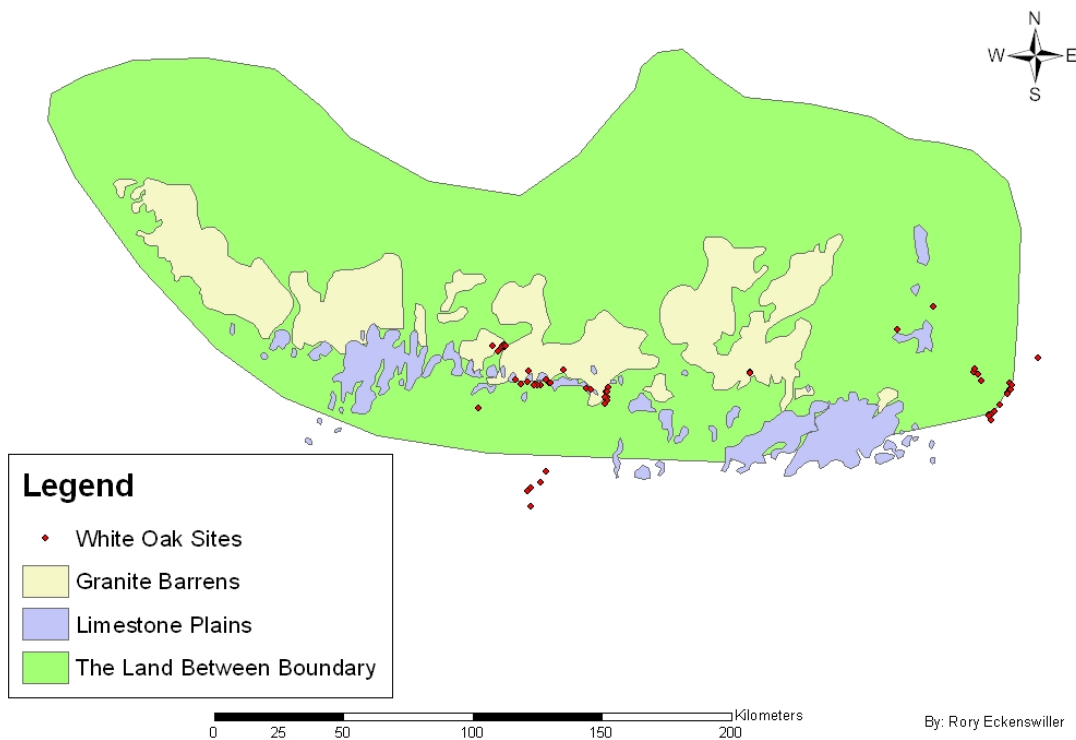 N
W E
S
Legend
White Oak Sites
Granite Barrens
Limestone Plains
The Land Between Boundary
Kilometers
0 25 50 100 150 200
By: Rory Eckenswiller